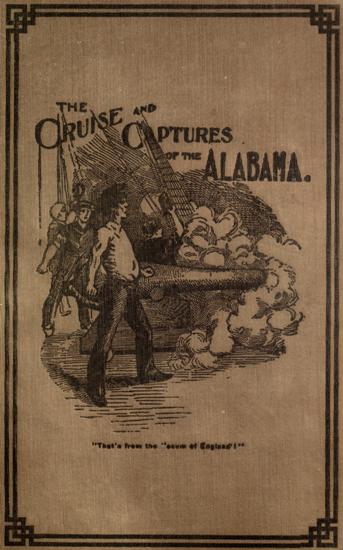 THE
CRUISE AND
CAPTURES
OF THE
ALABAMA.
"That's from the "scum of England"!"